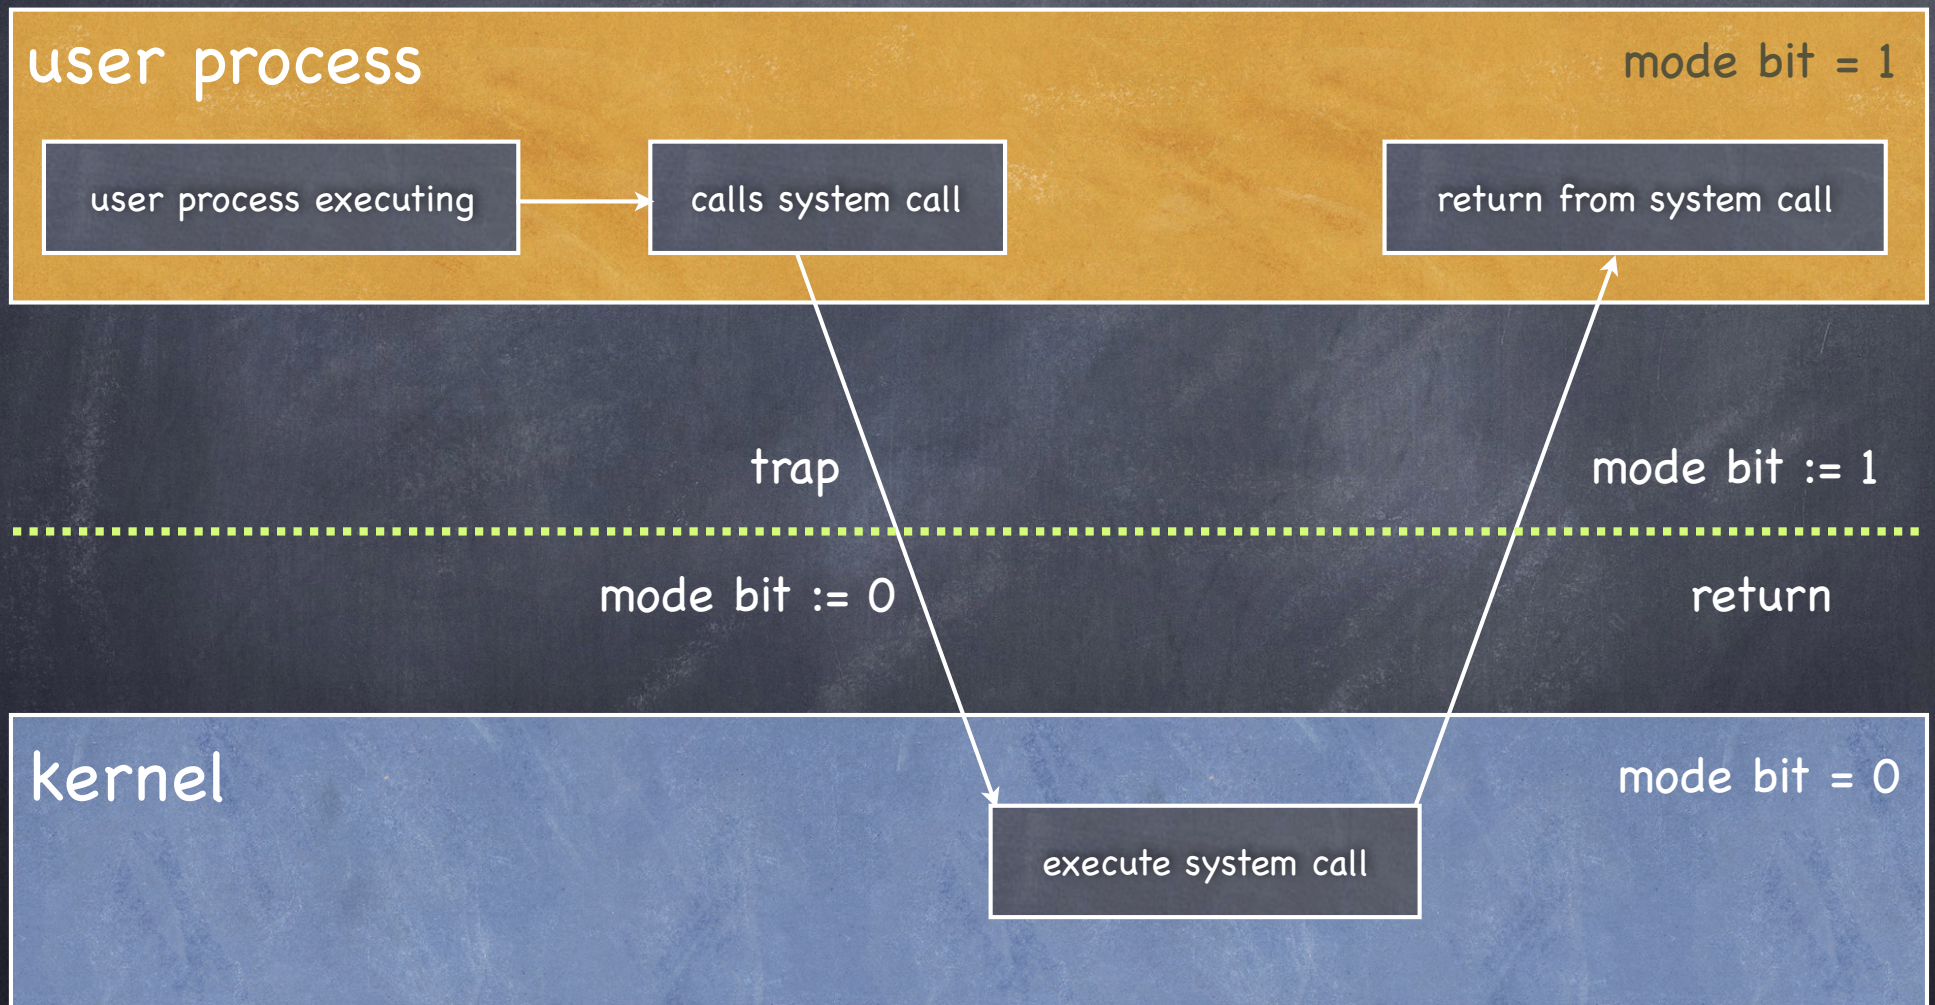 user process
mode bit = 1
user process executing
calls system call
return from system call
trap
mode bit := 1
mode bit := 0
return
kernel
mode bit = 0
execute system call